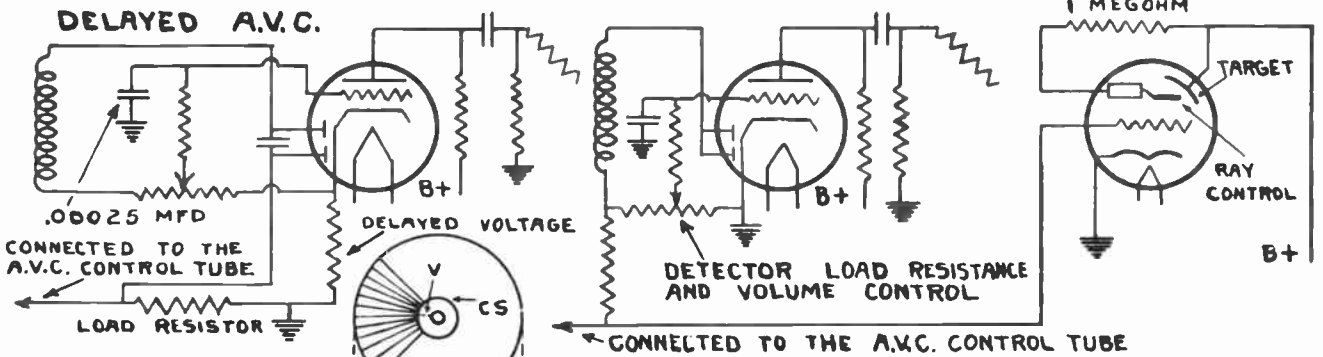 DELAYED A.V.C.
.00025 MFD
CONNECTED TO THE
A.V.C. CONTROL TUBE
LOAD RESISTOR
B+
DELAYED VOLTAGE
V
CS
B+
DETECTOR LOAD RESISTANCE
AND VOLUME CONTROL
CONNECTED TO THE A.V.C. CONTROL TUBE
1 MEGOHM
TARGET
RAY
CONTROL
B+